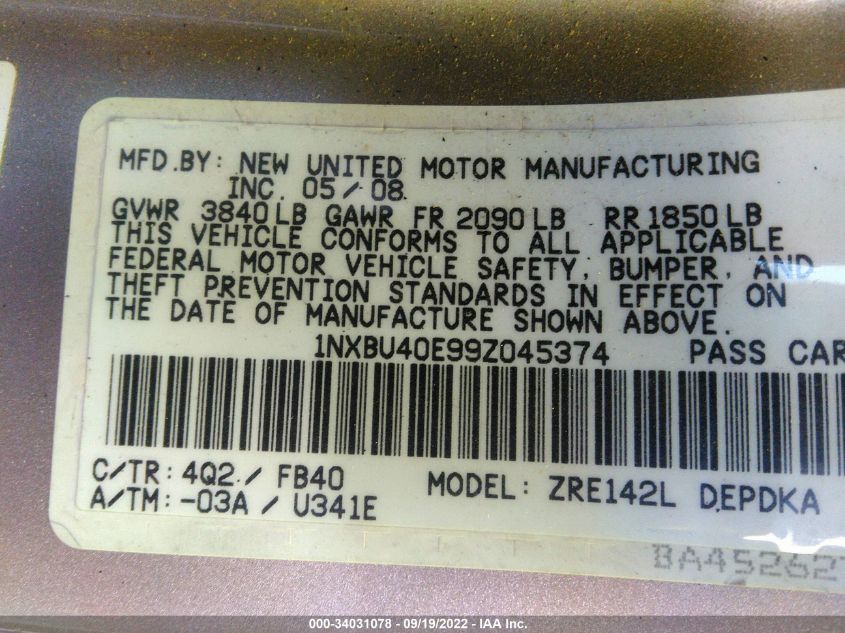 MFD.BY: NEW UNITED MOTOR MANUFACTURING
INC. 05/08
GVWR 3840LB GAWR FR 2090LB RR 1850LB
THIS VEHICLE CONFORMS TO ALL APPLICABLE
FEDERAL MOTOR VEHICLE SAFETY, BUMPER, AND
THEFT PREVENTION STANDARDS IN EFFECT ON
THE DATE OF MANUFACTURE SHOWN ABOVE.
1NXBU40E99Z045374 PASS CAR
C/TR: 4Q2 / FB40
A/TM: -03A / U341E
MODEL: ZRE142L DEPDKA
000-34031078 - 09/19/2022 - IAA Inc.